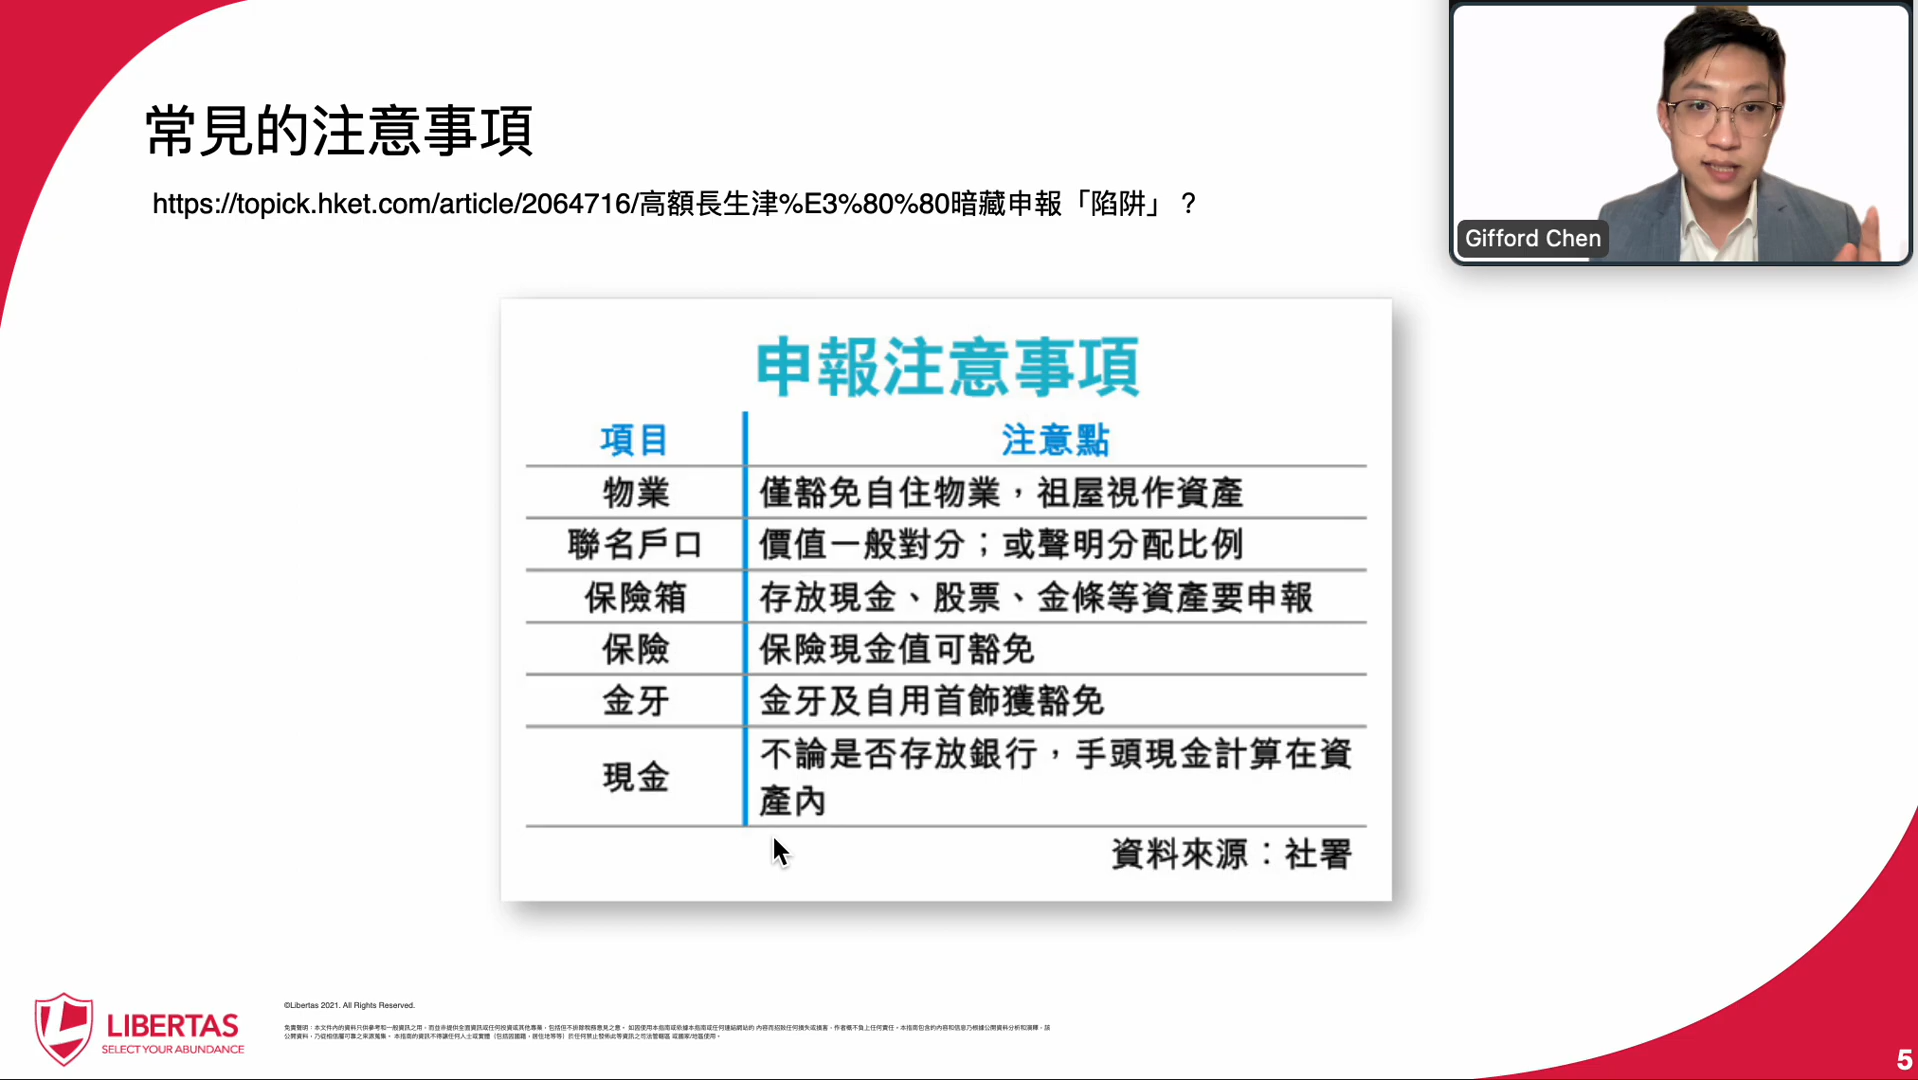 常見的注意事項
https://topick.hket.com/article/2064716/高額長生津%E3%80%80暗藏申報「陷阱」？
Gifford Chen
申報注意事項
項目 注意點
物業 僅豁免自住物業，祖屋視作資產
聯名戶口 價值一般對分；或聲明分配比例
保險箱 存放現金、股票、金條等資產要申報
保險 保險現金值可豁免
金牙 金牙及自用首飾獲豁免
現金 不論是否存放銀行，手頭現金計算在資
產內
資料來源：社署
LIBERTAS
SELECT YOUR ABUNDANCE
©Libertas 2021. All Rights Reserved.
5